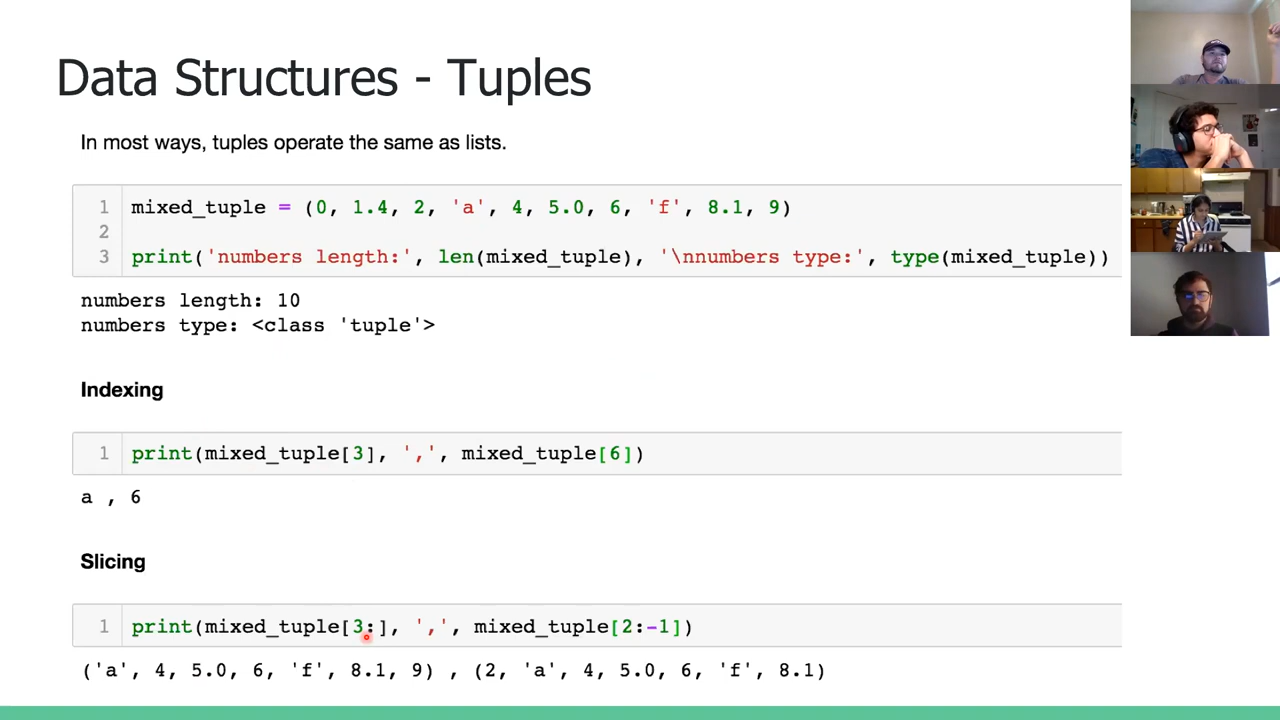 Data Structures - Tuples
In most ways, tuples operate the same as lists.
1 mixed_tuple = (0, 1.4, 2, 'a', 4, 5.0, 6, 'f', 8.1, 9)
2
3 print('numbers length:', len(mixed_tuple), '\nnumbers type:', type(mixed_tuple))
numbers length: 10
numbers type: <class 'tuple'>
Indexing
1 print(mixed_tuple[3], ',', mixed_tuple[6])
a , 6
Slicing
1 print(mixed_tuple[3:], ',', mixed_tuple[2:-1])
('a', 4, 5.0, 6, 'f', 8.1, 9) , (2, 'a', 4, 5.0, 6, 'f', 8.1)